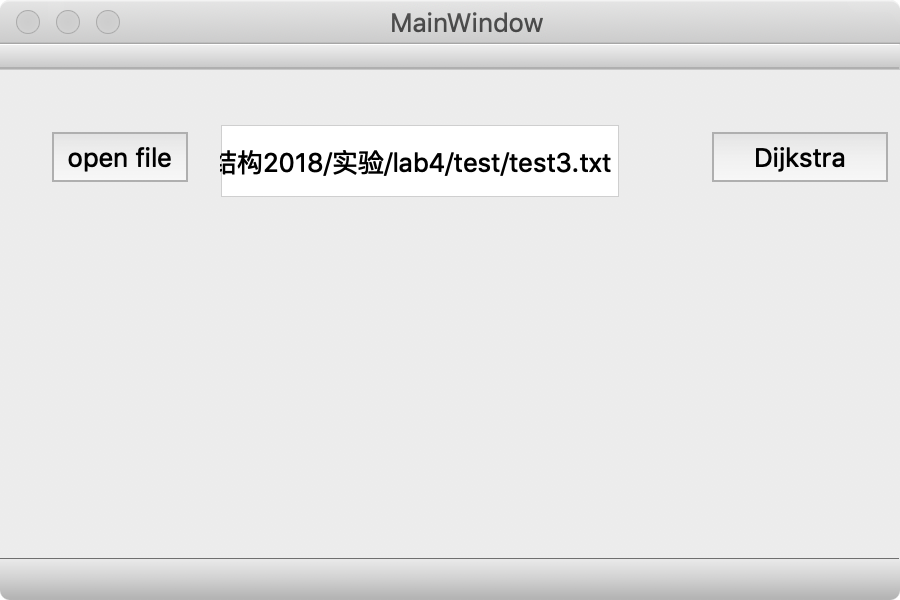 MainWindow
open file
结构2018/实验/lab4/test/test3.txt
Dijkstra